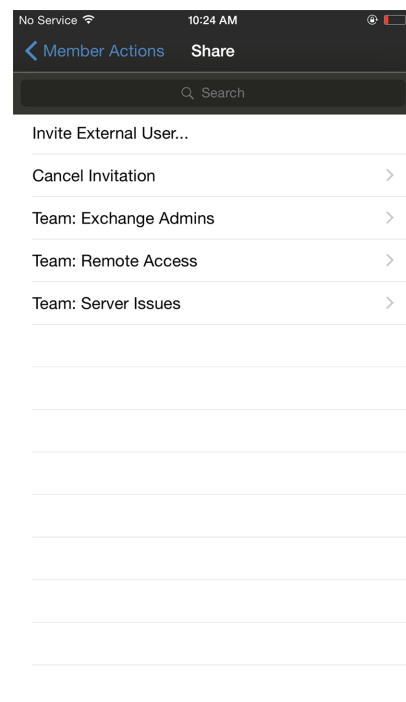 No Service 10:24 AM
Member Actions Share
Search
Invite External User...
Cancel Invitation
Team: Exchange Admins
Team: Remote Access
Team: Server Issues